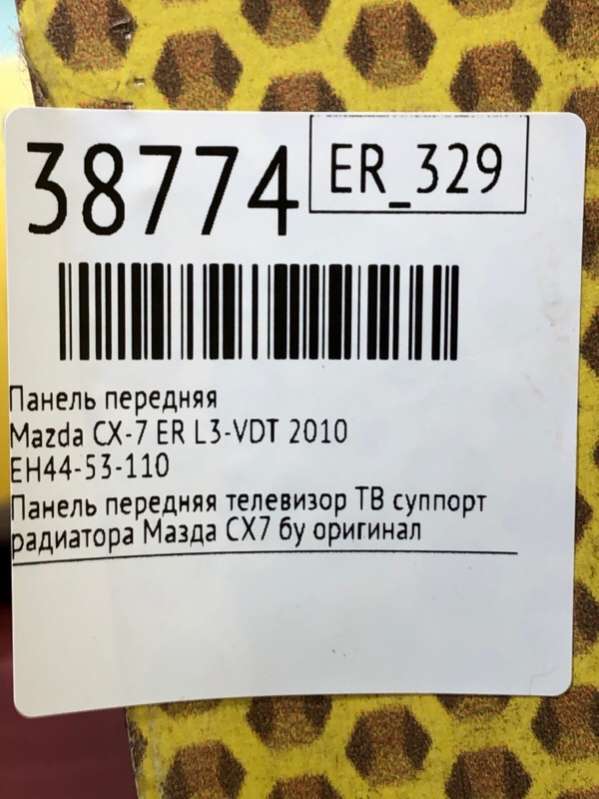 38774
ER_329
Панель передняя
Mazda CX-7 ER L3-VDT 2010
EH44-53-110
Панель передняя телевизор ТВ суппорт
радиатора Мазда СХ7 бу оригинал